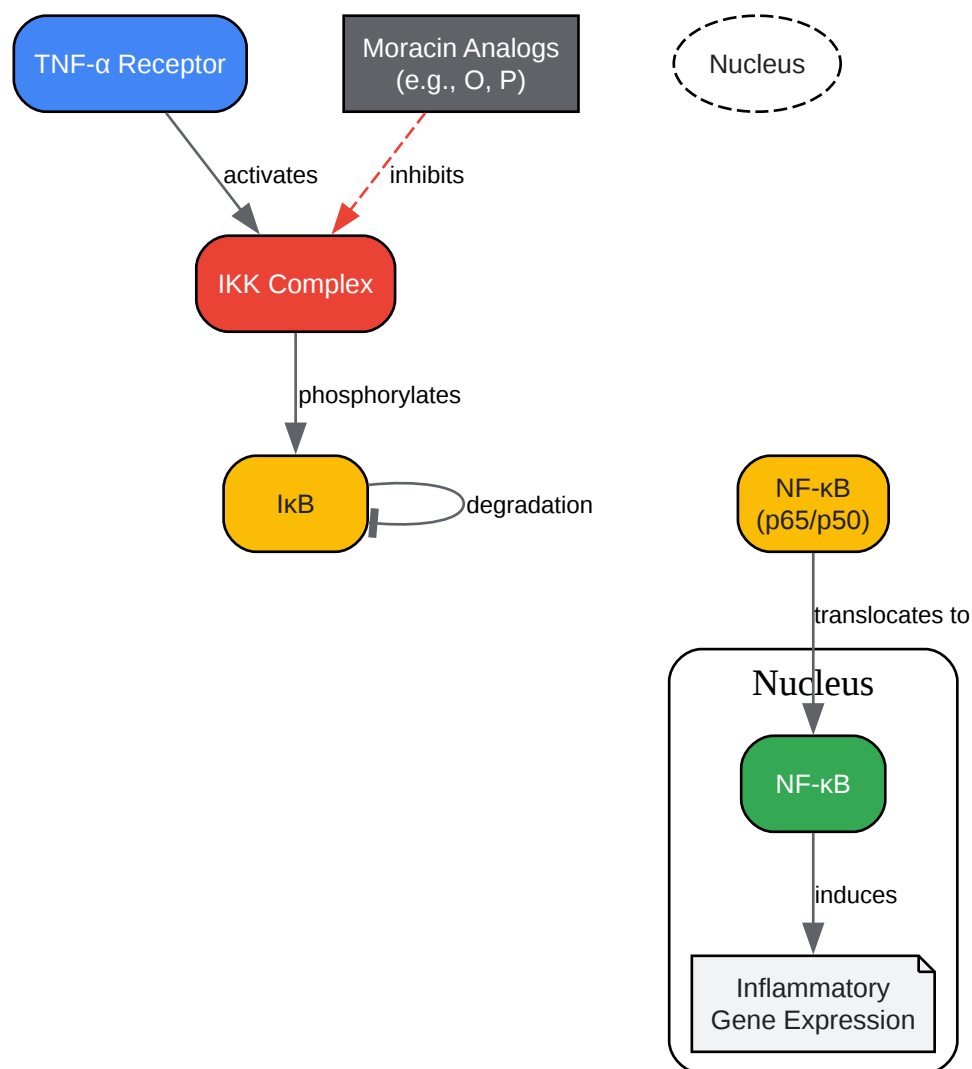 TNF-α Receptor
Moracin Analogs
(e.g., O, P)
Nucleus
activates
inhibits
IKK Complex
phosphorylates
IκB
degradation
NF-κB
(p65/p50)
translocates to
Nucleus
NF-κB
induces
Inflammatory
Gene Expression